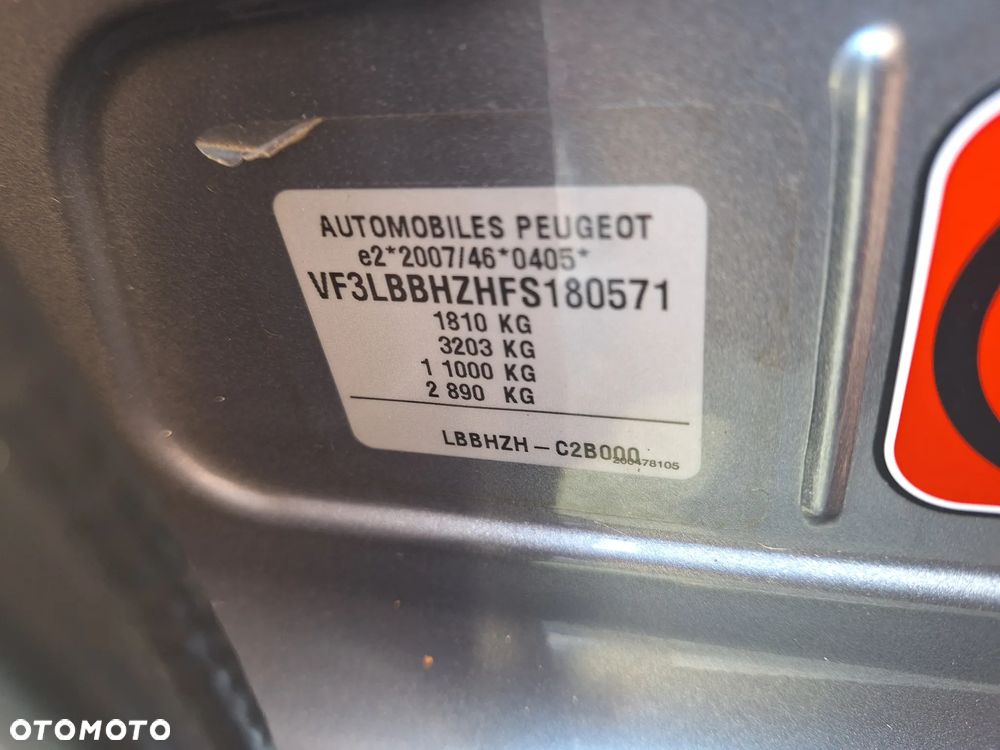 AUTOMOBILES PEUGEOT
e2*2007/46*0405*
VF3LBBHZHFS180571
1810 KG
3203 KG
1 1000 KG
2 890 KG
LBBHZH – C2B000
200478105
OTOMOTO